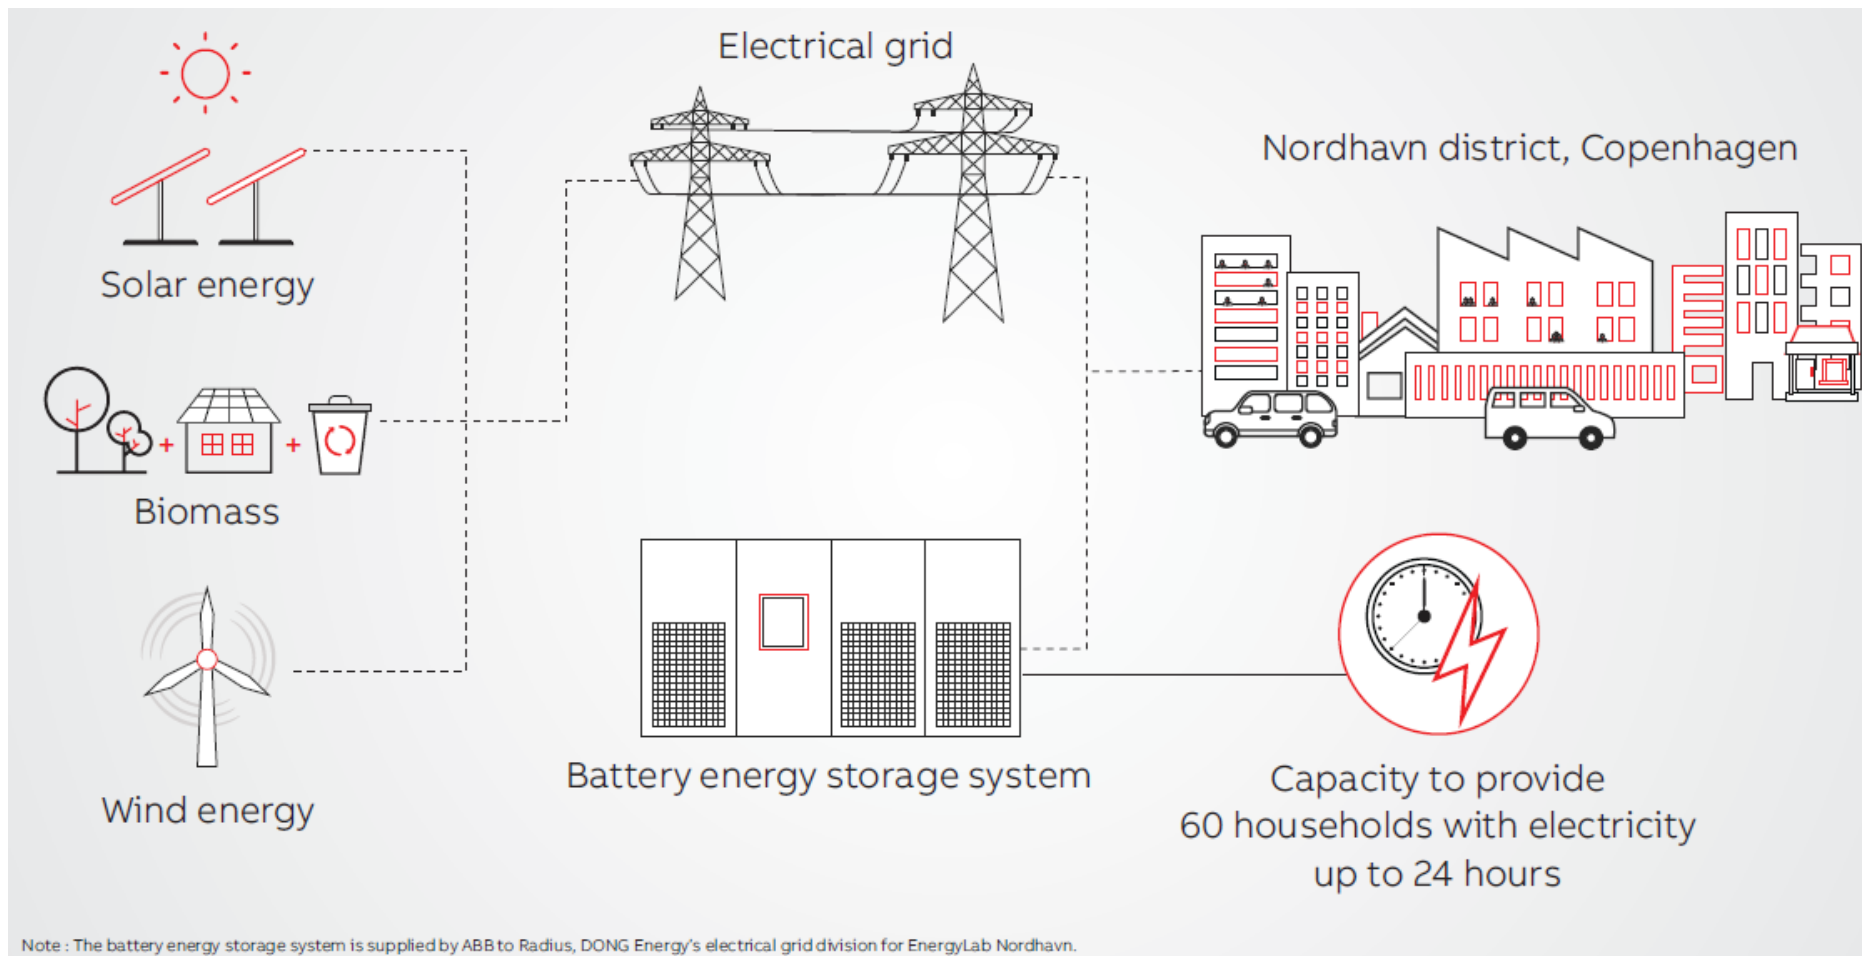 Electrical grid
Nordhavn district, Copenhagen
Solar energy
Biomass
Wind energy
Battery energy storage system
Capacity to provide
60 households with electricity
up to 24 hours
Note : The battery energy storage system is supplied by ABB to Radius, DONG Energy's electrical grid division for EnergyLab Nordhavn.